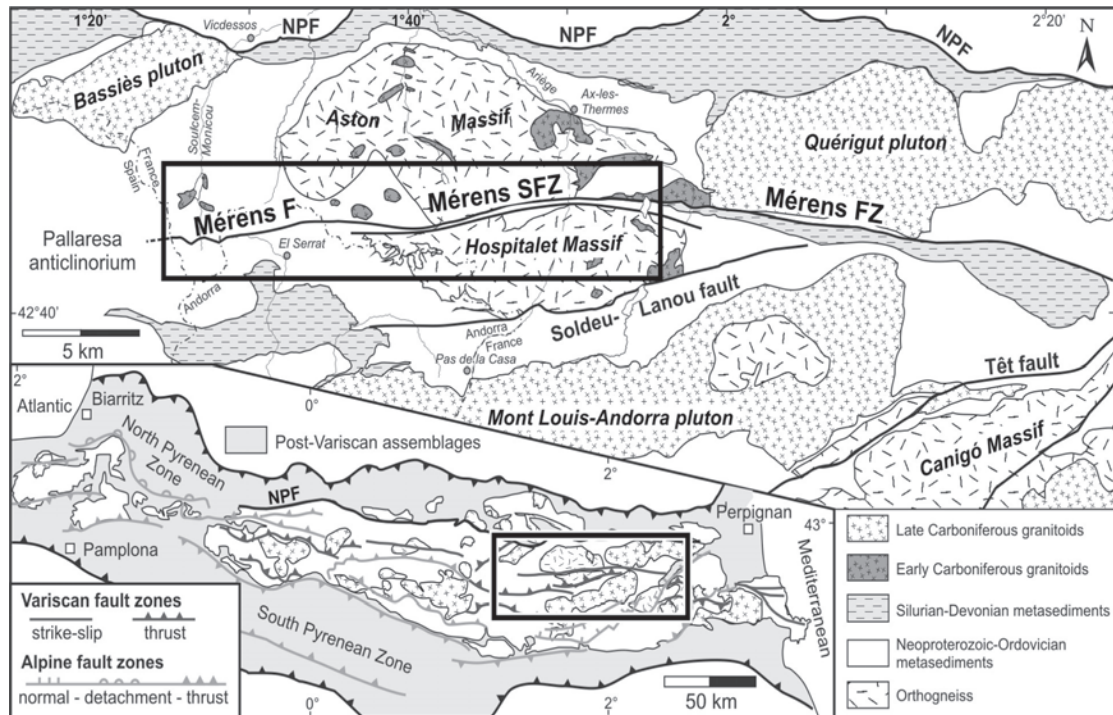 1°20' 1°40' 2° 2°20'
Vicdessos
NPF
NPF
NPF
N
Bassiès pluton
Soulcem-
Monicou
France
Spain
Aston
Massif
Ariège
Ax-les-
Thermes
Quérigut pluton
Mérens F
Mérens SFZ
Mérens FZ
Pallaresa
anticlinorium
El Serrat
Hospitalet Massif
Andorra
42°40'
5 km
Andorra
France
Soldeu-
Lanou fault
Pas de la Casa
Têt fault
Mont Louis-Andorra pluton
Canigó Massif
2° 0° 2°
Atlantic
Biarritz
North Pyrenean
Zone
Post-Variscan assemblages
NPF
Pamplona
Perpignan
43°
Mediterranean
South Pyrenean Zone
50 km
0° 2°
Variscan fault zones
strike-slip thrust
Alpine fault zones
normal - detachment - thrust
Late Carboniferous granitoids
Early Carboniferous granitoids
Silurian-Devonian metasediments
Neoproterozoic-Ordovician
metasediments
Orthogneiss